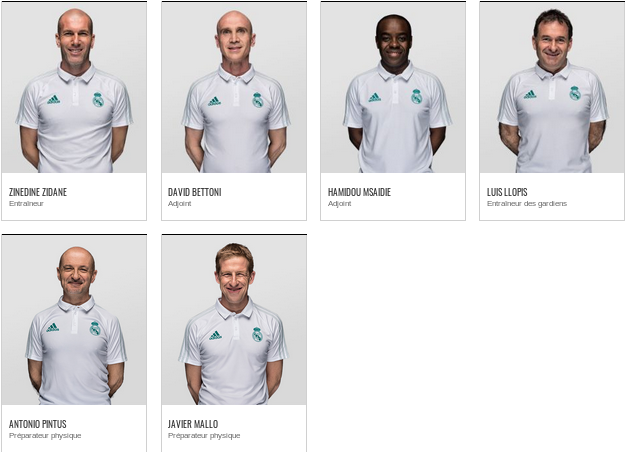 ZINEDINE ZIDANE
Entraîneur
DAVID BETTONI
Adjoint
HAMIDOU MSAIDIE
Adjoint
LUIS LLOPIS
Entraîneur des gardiens
ANTONIO PINTUS
Préparateur physique
JAVIER MALLO
Préparateur physique